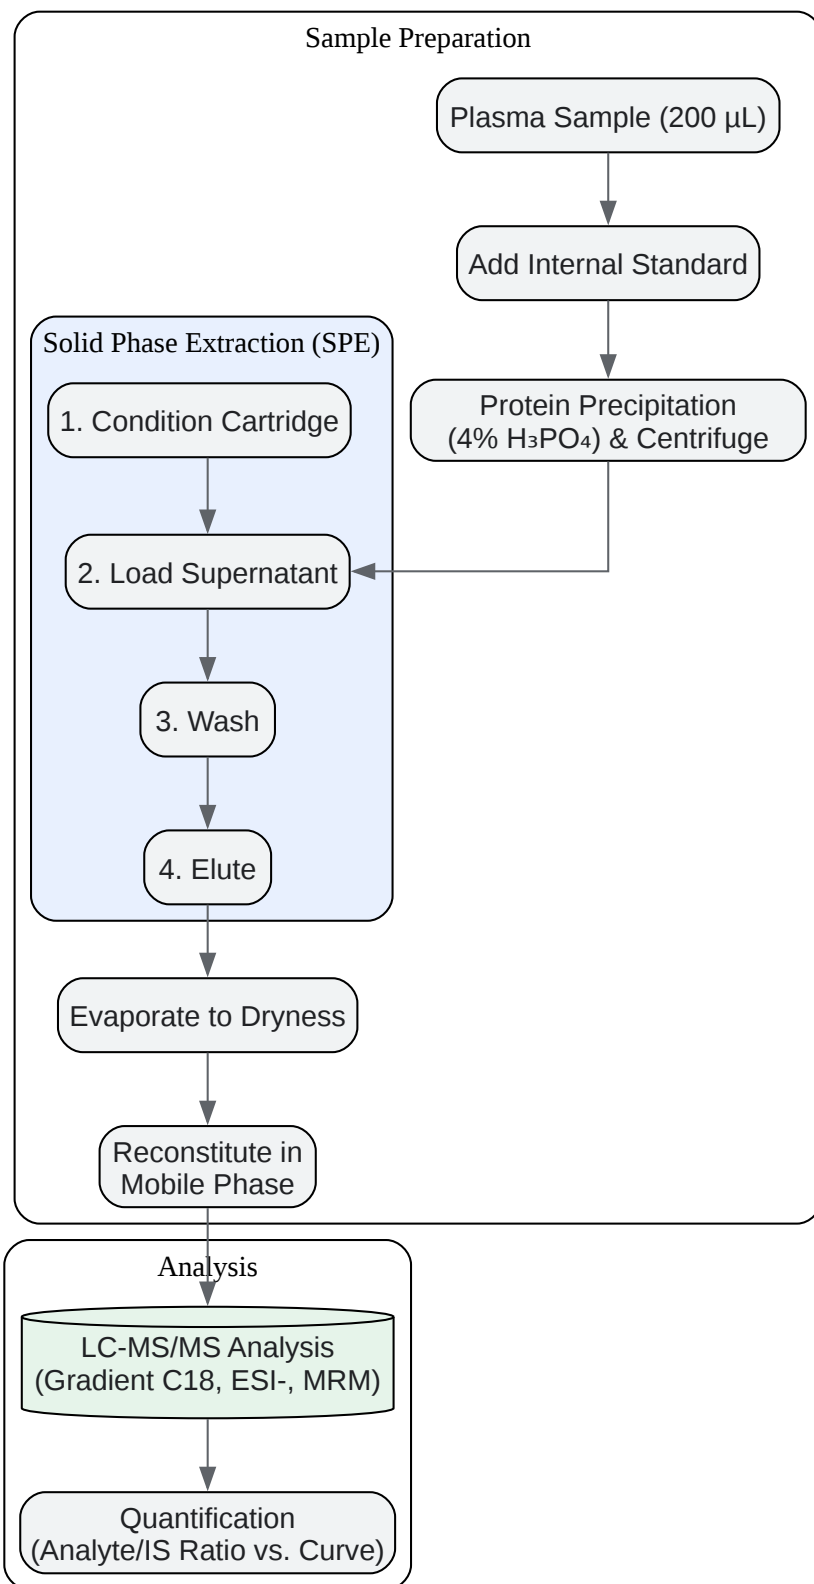 Sample Preparation
Plasma Sample (200 µL)
Add Internal Standard
Protein Precipitation
(4% H₃PO₄) & Centrifuge
Solid Phase Extraction (SPE)
1. Condition Cartridge
2. Load Supernatant
3. Wash
4. Elute
Evaporate to Dryness
Reconstitute in
Mobile Phase
Analysis
LC-MS/MS Analysis
(Gradient C18, ESI-, MRM)
Quantification
(Analyte/IS Ratio vs. Curve)